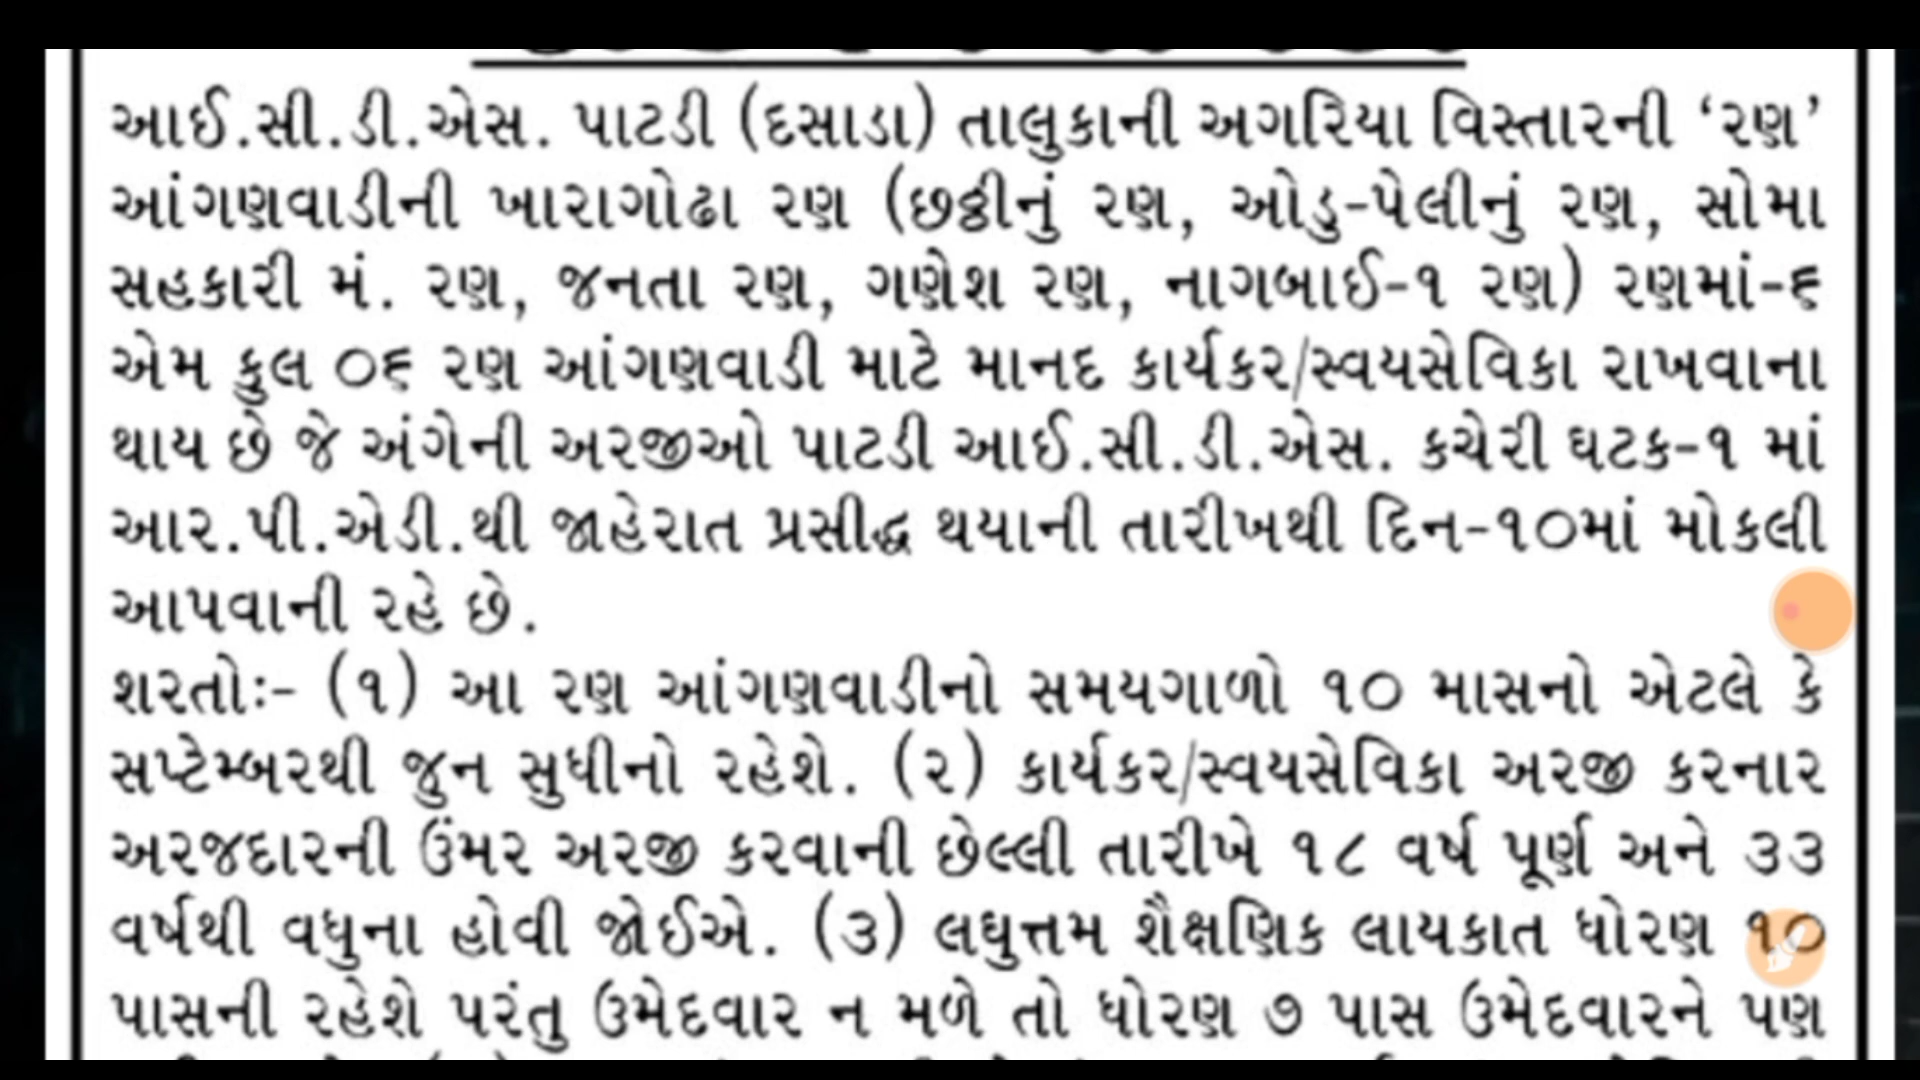 આઈ.સી.ડી.એસ. પાટડી (દસાડા) તાલુકાની અગરિયા વિસ્તારની ‘રણ’
આંગણવાડીની ખારાગોઢા રણ (છઠ્ઠીનું રણ, ઓડુ-પેલીનું રણ, સોમા
સહકારી મં. રણ, જનતા રણ, ગણેશ રણ, નાગબાઈ-૧ રણ) રણમાં-૬
એમ કુલ ૦૬ રણ આંગણવાડી માટે માનદ કાર્યકર/સ્વયસેવિકા રાખવાના
થાય છે જે અંગેની અરજીઓ પાટડી આઈ.સી.ડી.એસ. કચેરી ઘટક-૧ માં
આર.પી.એડી.થી જાહેરાત પ્રસીદ્ધ થયાની તારીખથી દિન-૧૦માં મોકલી
આપવાની રહે છે.
શરતોઃ- (૧) આ રણ આંગણવાડીનો સમયગાળો ૧૦ માસનો એટલે કે
સપ્ટેમ્બરથી જુન સુધીનો રહેશે. (૨) કાર્યકર/સ્વયસેવિકા અરજી કરનાર
અરજદારની ઉંમર અરજી કરવાની છેલ્લી તારીખે ૧૮ વર્ષ પૂર્ણ અને ૩૩
વર્ષથી વધુના હોવી જોઈએ. (૩) લઘુત્તમ શૈક્ષણિક લાયકાત ધોરણ ૧૦
પાસની રહેશે પરંતુ ઉમેદવાર ન મળે તો ધોરણ ૭ પાસ ઉમેદવારને પણ